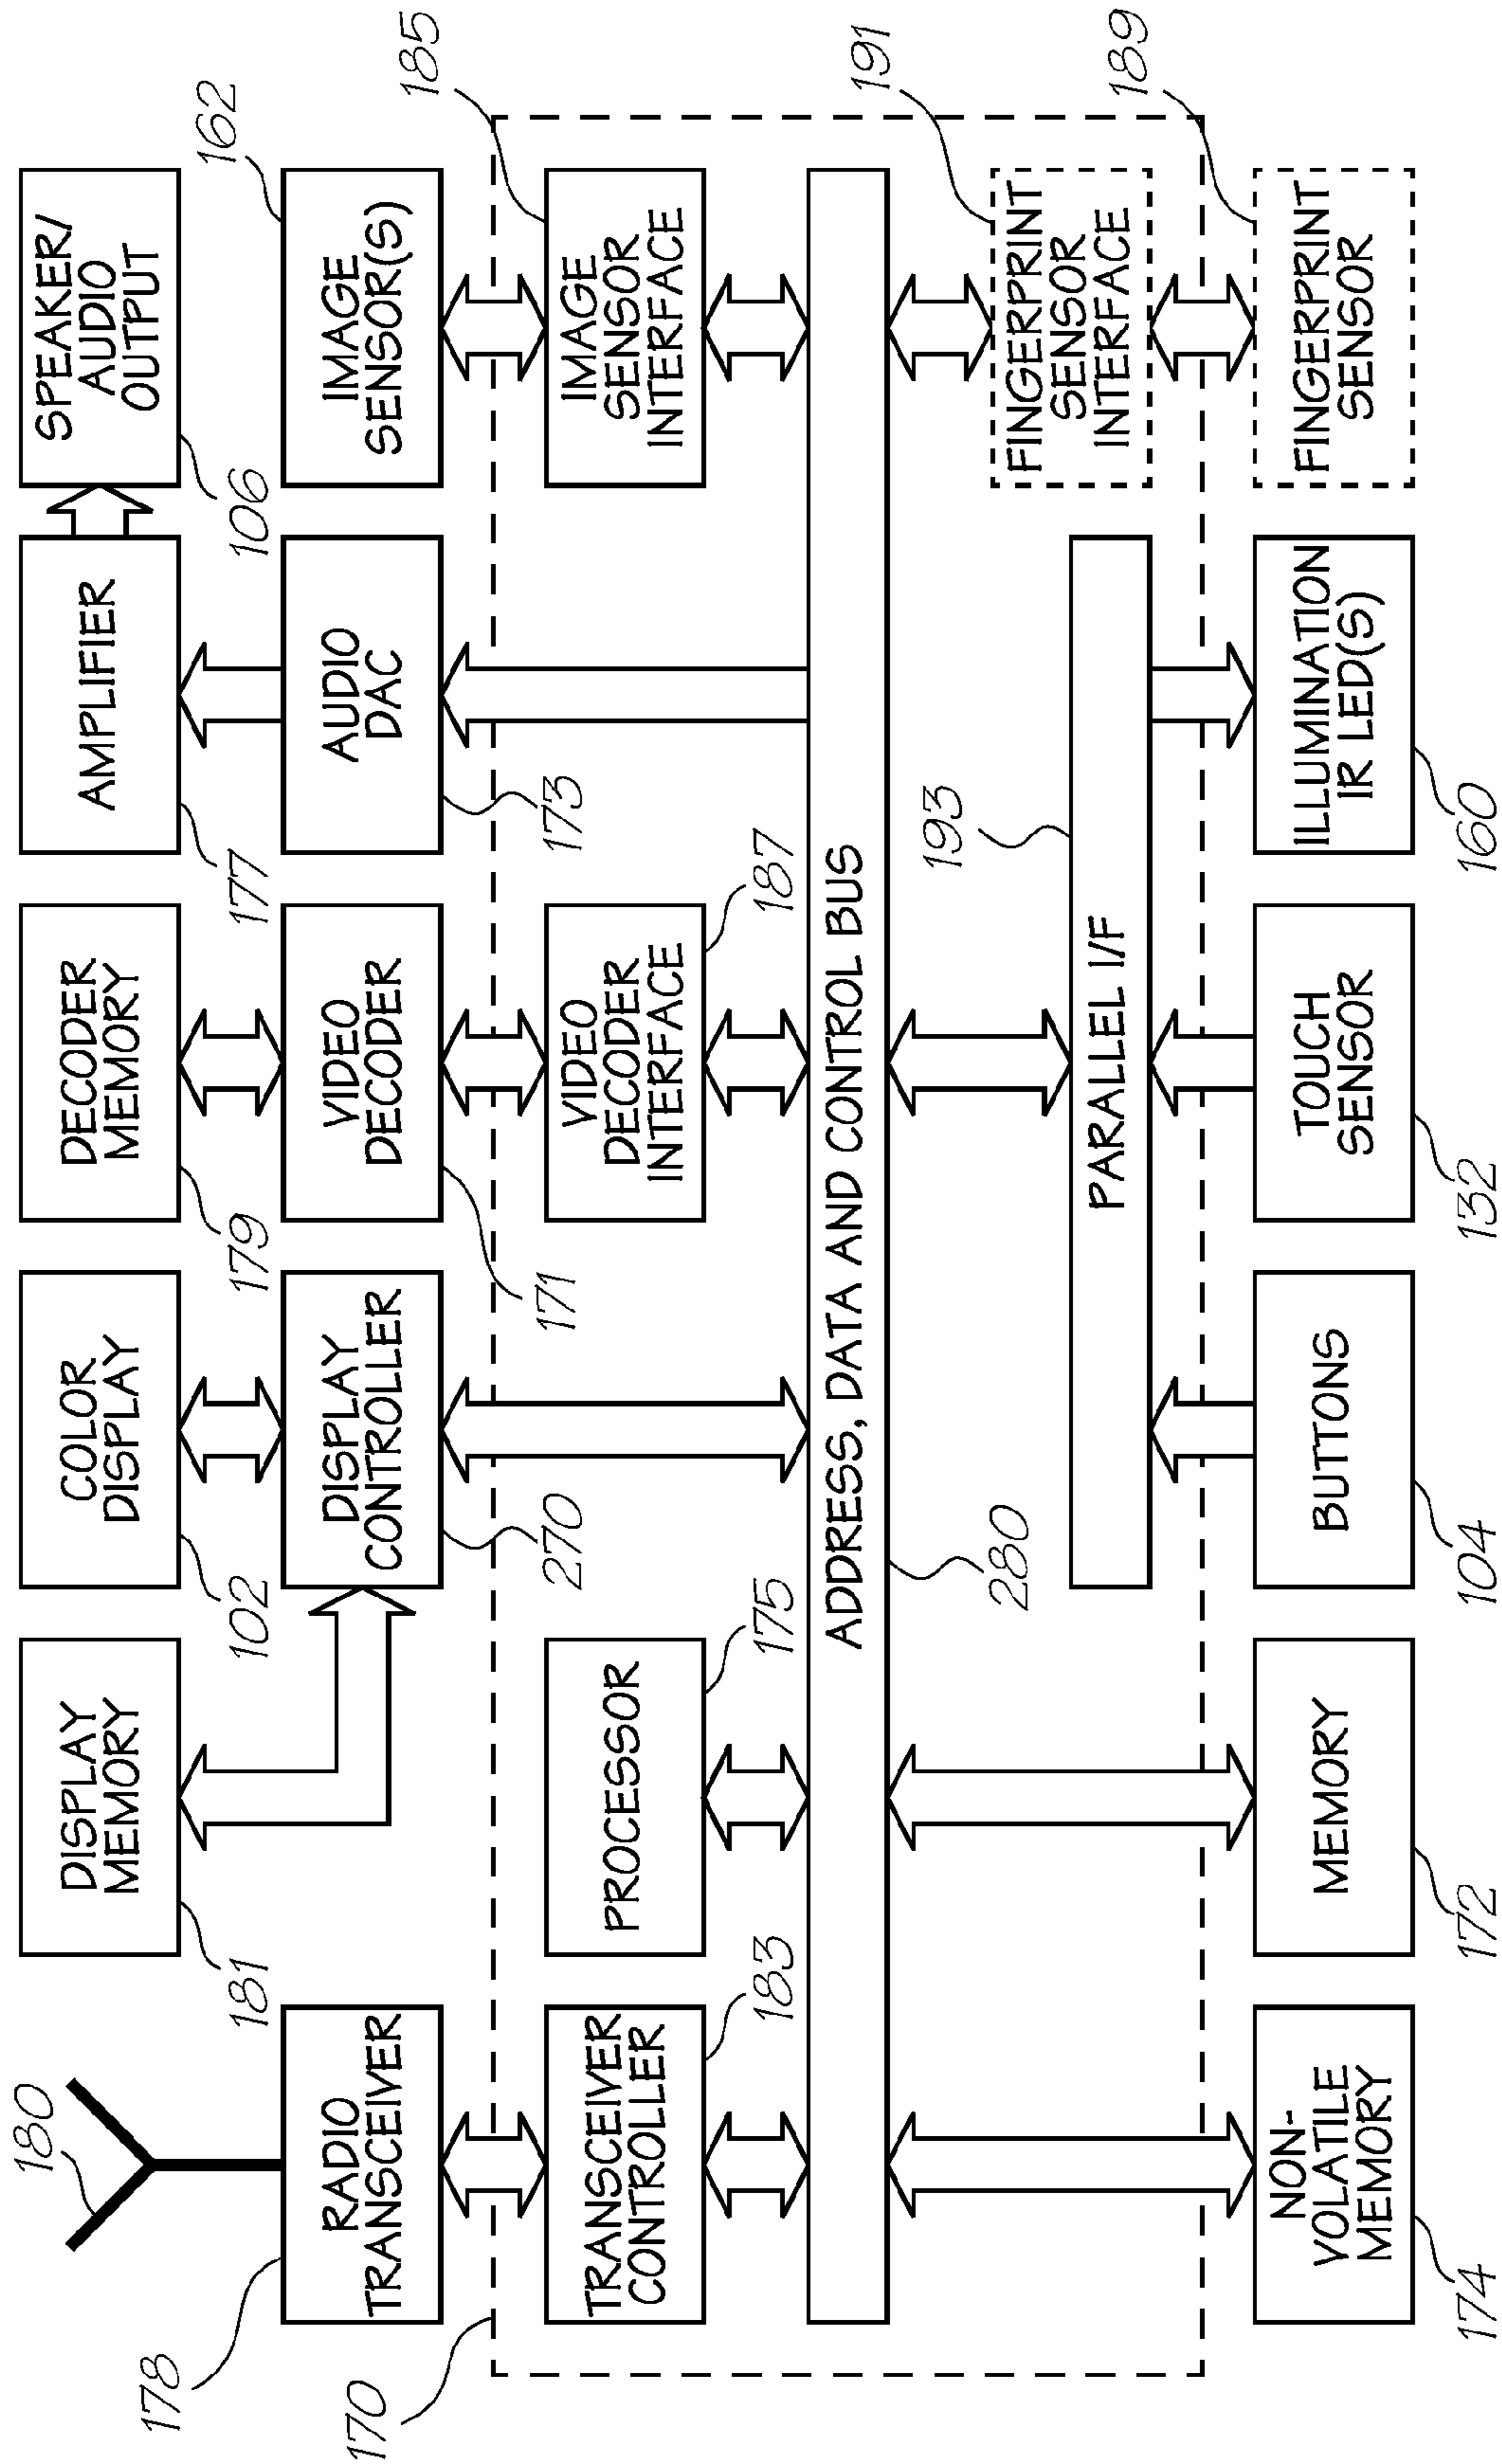 180
178
RADIO
TRANSCEIVER
170
TRANSCEIVER
CONTROLLER
183
DISPLAY
MEMORY
181
COLOR
DISPLAY
102
DISPLAY
CONTROLLER
270
PROCESSOR
175
DECODER
MEMORY
179
VIDEO
DECODER
171
VIDEO
DECODER
INTERFACE
187
AMPLIFIER
177
AUDIO
DAC
173
SPEAKER/
AUDIO
OUTPUT
106
IMAGE
SENSOR(S)
162
IMAGE
SENSOR
INTERFACE
185
ADDRESS, DATA AND CONTROL BUS
280
193
PARALLEL I/F
FINGERPRINT
SENSOR
INTERFACE
191
NON-
VOLATILE
MEMORY
174
MEMORY
172
BUTTONS
104
TOUCH
SENSOR
132
ILLUMINATION
IR LED(S)
160
FINGERPRINT
SENSOR
189